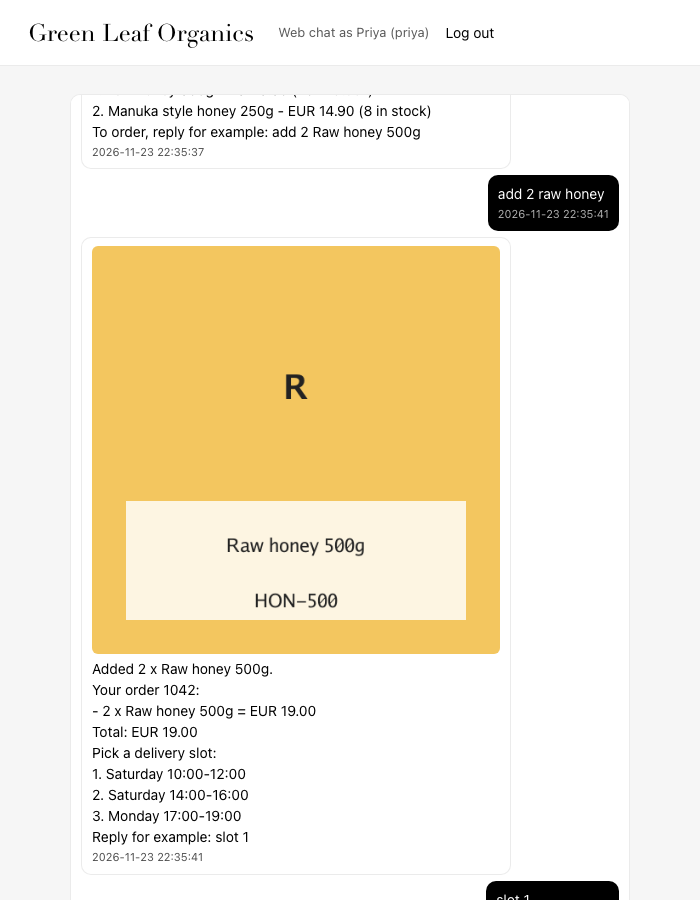 Green Leaf Organics
Web chat as Priya (priya)
Log out
2. Manuka style honey 250g - EUR 14.90 (8 in stock)
To order, reply for example: add 2 Raw honey 500g
2026-11-23 22:35:37
add 2 raw honey
2026-11-23 22:35:41
R
Raw honey 500g
HON-500
Added 2 x Raw honey 500g.
Your order 1042:
- 2 x Raw honey 500g = EUR 19.00
Total: EUR 19.00
Pick a delivery slot:
1. Saturday 10:00-12:00
2. Saturday 14:00-16:00
3. Monday 17:00-19:00
Reply for example: slot 1
2026-11-23 22:35:41
slot 1